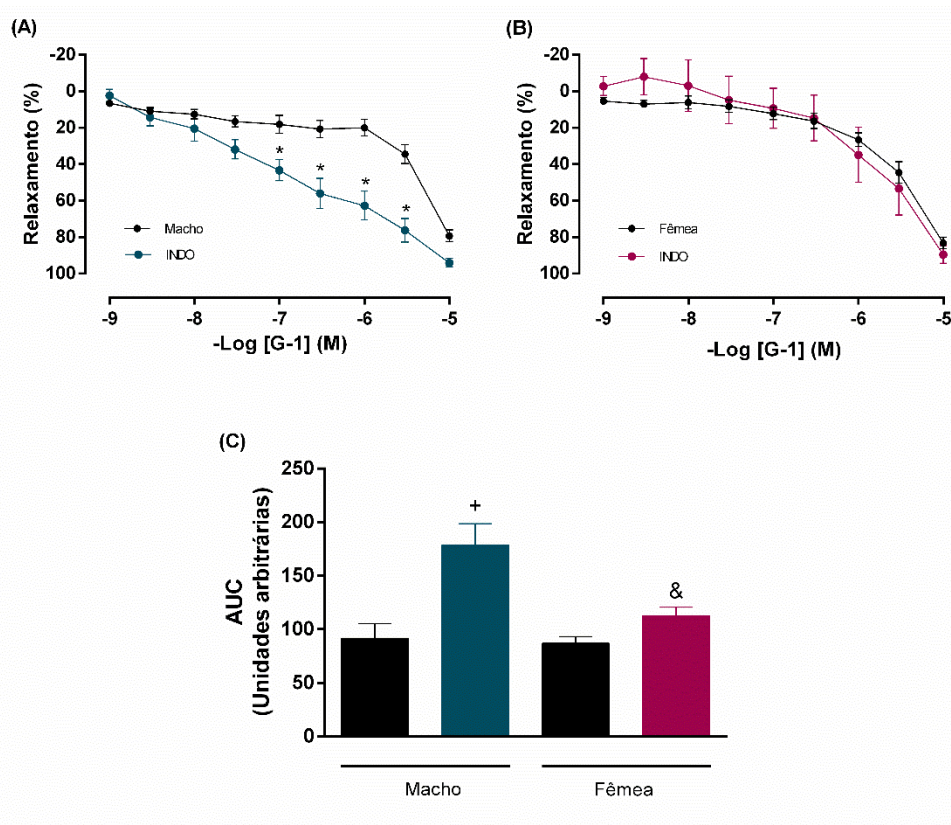 (A)
-20
0
20
40
60
80
100
Relaxamento (%)
*
*
*
*
Macho
INDO
-9 -8 -7 -6 -5
-Log [G-1] (M)
(B)
-20
0
20
40
60
80
100
Relaxamento (%)
Fêmea
INDO
-9 -8 -7 -6 -5
-Log [G-1] (M)
(C)
250
200
150
100
50
0
AUC
(Unidades arbitrárias)
+
&
Macho Fêmea